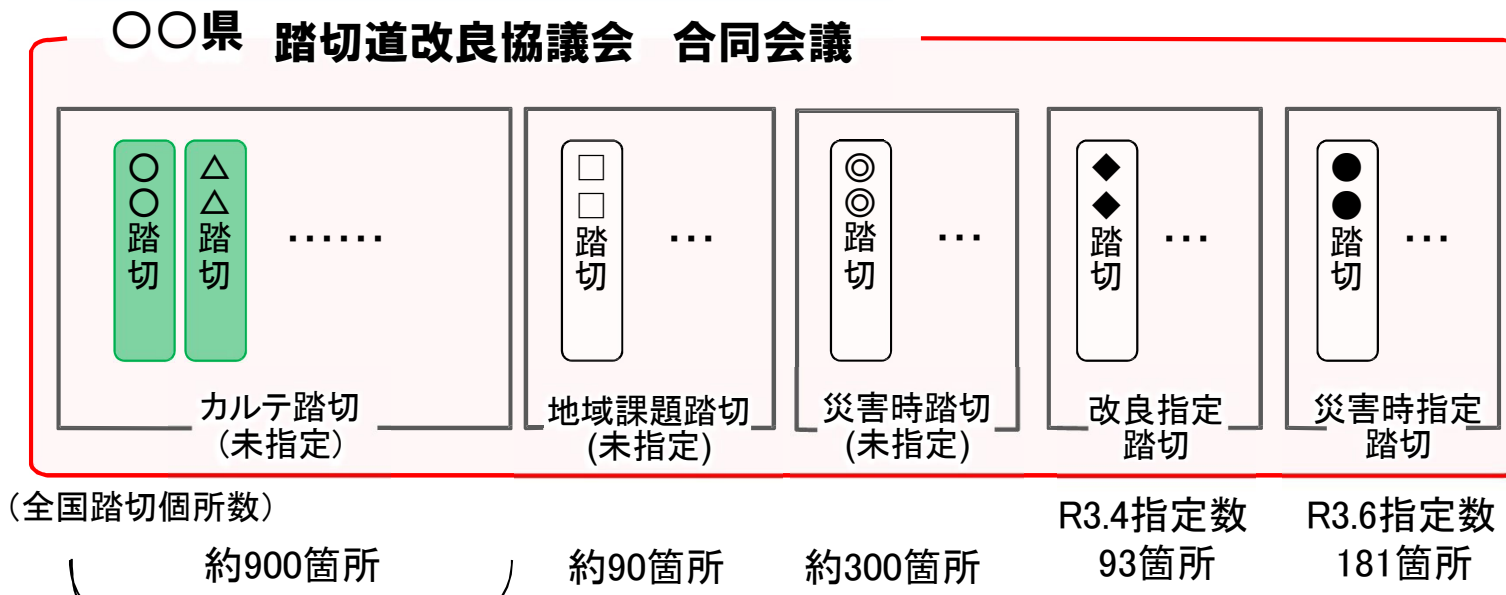 〇〇県 踏切道改良協議会　合同会議
〇〇踏切
△△踏切
……
□□踏切
…
◎◎踏切
…
◆◆踏切
…
●●踏切
…
カルテ踏切
（未指定）
地域課題踏切
(未指定)
災害時踏切
(未指定)
改良指定
踏切
災害時指定
踏切
（全国踏切個所数）
約900箇所
約90箇所
約300箇所
R3.4指定数
93箇所
R3.6指定数
181箇所